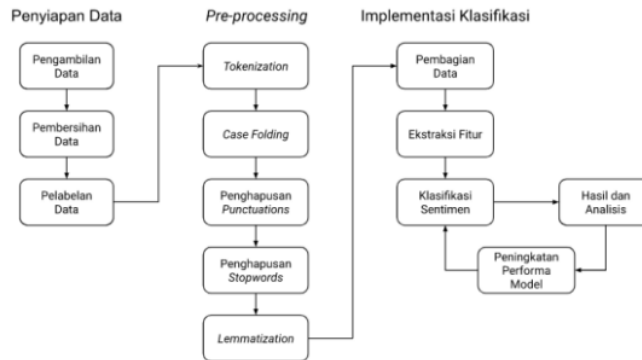 Penyiapan Data
Pengambilan
Data
Pembersihan
Data
Pelabelan
Data
Pre-processing
Tokenization
Case Folding
Penghapusan
Punctuations
Penghapusan
Stopwords
Lemmatization
Implementasi Klasifikasi
Pembagian
Data
Ekstraksi Fitur
Klasifikasi
Sentimen
Hasil dan
Analisis
Peningkatan
Performa
Model